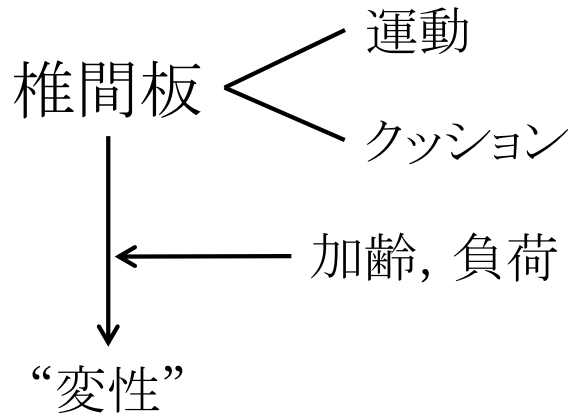 運動
椎間板
クッション
加齢, 負荷
“変性”